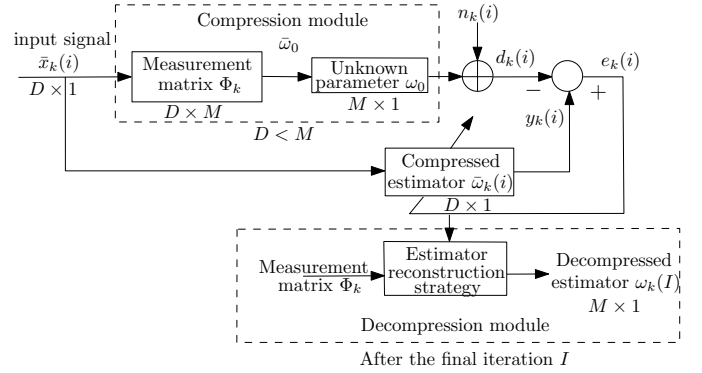 Compression module
n_k(i)
input signal
x̄_k(i)
D × 1
Measurement
matrix Φ_k
D × M
ω̄_0
Unknown
parameter ω_0
M × 1
D < M
d_k(i)
−
+
e_k(i)
y_k(i)
Compressed
estimator ω̄_k(i)
D × 1
Measurement
matrix Φ_k
Estimator
reconstruction
strategy
Decompressed
estimator ω_k(I)
M × 1
Decompression module
After the final iteration I